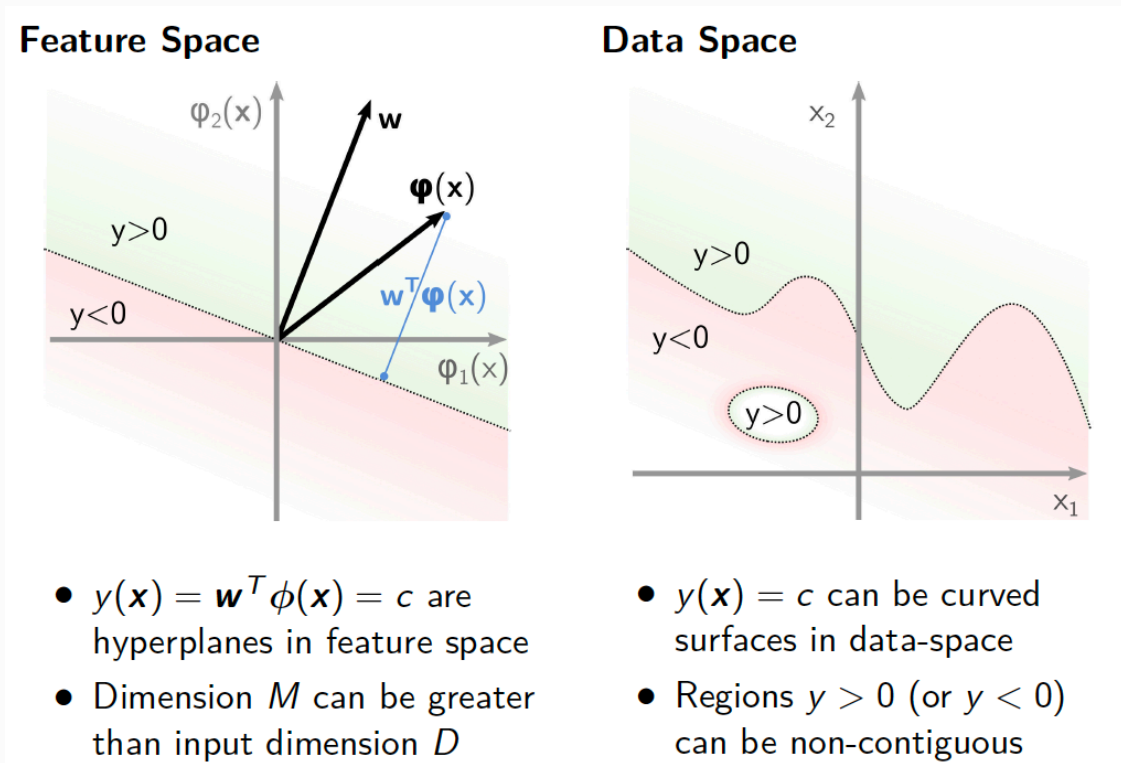 Feature Space
φ₂(x)
w
φ(x)
y>0
wᵀφ(x)
y<0
φ₁(x)
• y(x) = wᵀϕ(x) = c are
hyperplanes in feature space
• Dimension M can be greater
than input dimension D
Data Space
x₂
y>0
y<0
y>0
x₁
• y(x) = c can be curved
surfaces in data-space
• Regions y > 0 (or y < 0)
can be non-contiguous